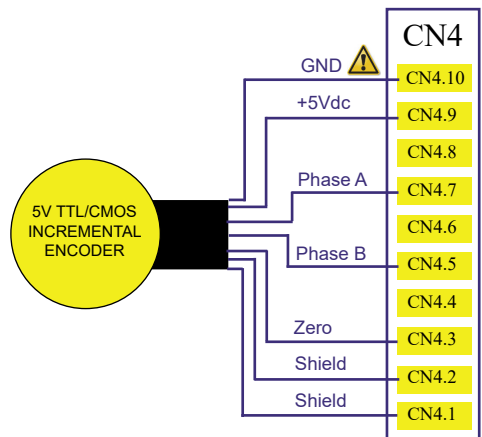 CN4
GND
CN4.10
+5Vdc
CN4.9
CN4.8
Phase A
CN4.7
5V TTL/CMOS
INCREMENTAL
ENCODER
CN4.6
Phase B
CN4.5
CN4.4
Zero
CN4.3
Shield
CN4.2
Shield
CN4.1